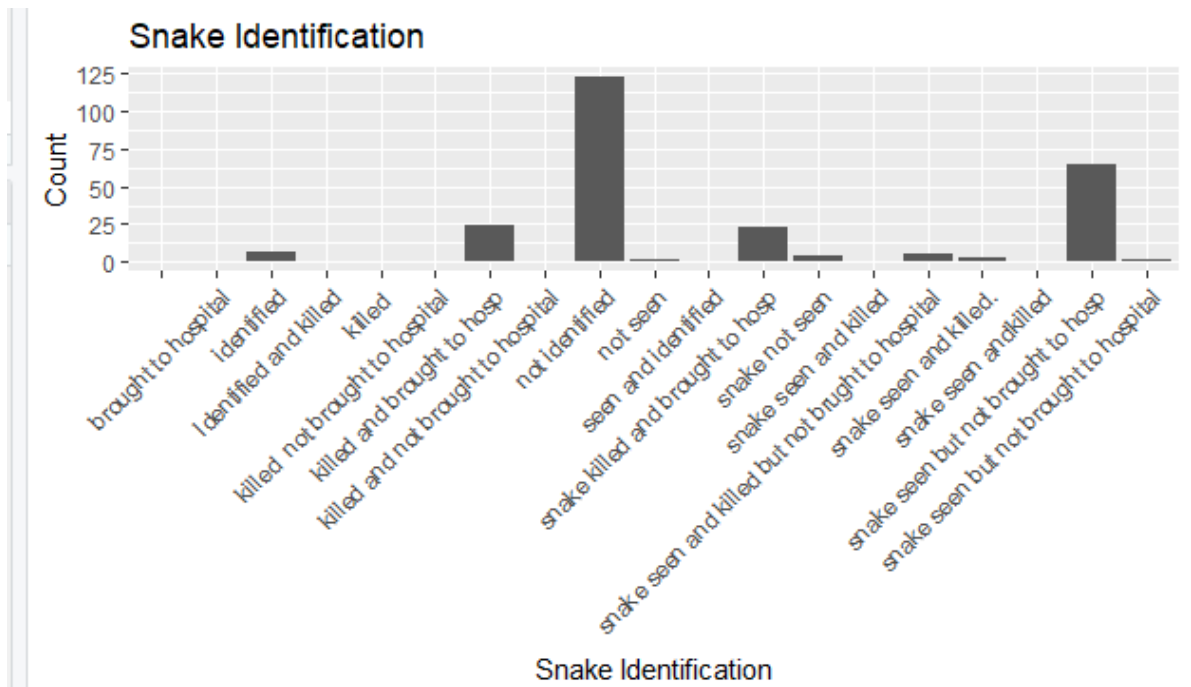 Snake Identification
Count
125
100
75
50
25
0
brought to hospital
identified
Identified and killed
killed
killed not brought to hospital
killed and brought to hosp
killed and not brought to hospital
not identified
not seen
seen and identified
snake killed and brought to hosp
snake not seen
snake seen and killed
snake seen and killed but not brught to hospital
snake seen and killed.
snake seen andkilled
snake seen but not brought to hosp
snake seen but not brought to hospital
Snake Identification